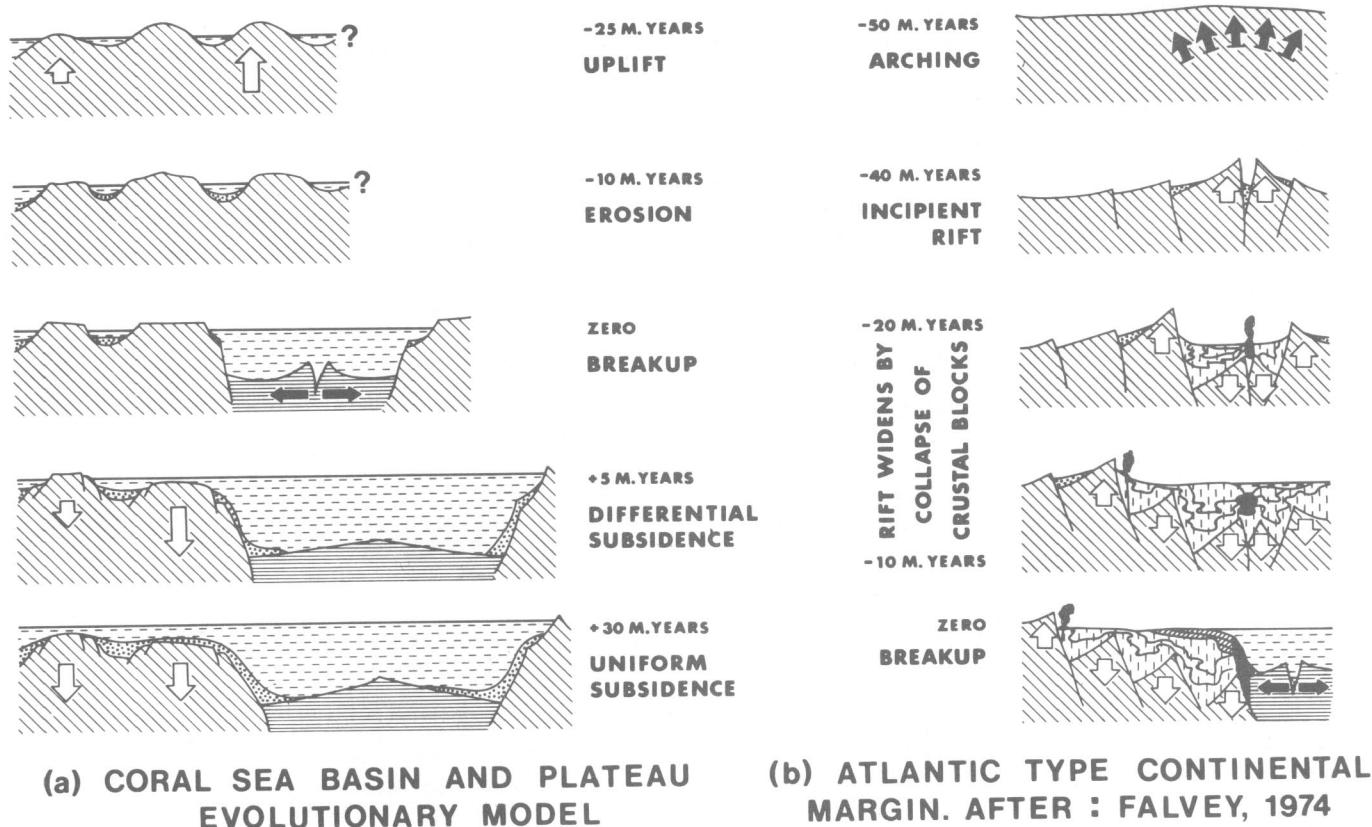 ?
-25 M. YEARS
UPLIFT
?
-10 M. YEARS
EROSION
ZERO
BREAKUP
+5 M. YEARS
DIFFERENTIAL
SUBSIDENCE
+30 M. YEARS
UNIFORM
SUBSIDENCE
(a) CORAL SEA BASIN AND PLATEAU
EVOLUTIONARY MODEL
-50 M. YEARS
ARCHING
-40 M. YEARS
INCIPIENT
RIFT
-20 M. YEARS
RIFT WIDENS BY
COLLAPSE OF
CRUSTAL BLOCKS
-10 M. YEARS
ZERO
BREAKUP
(b) ATLANTIC TYPE CONTINENTAL
MARGIN. AFTER : FALVEY, 1974